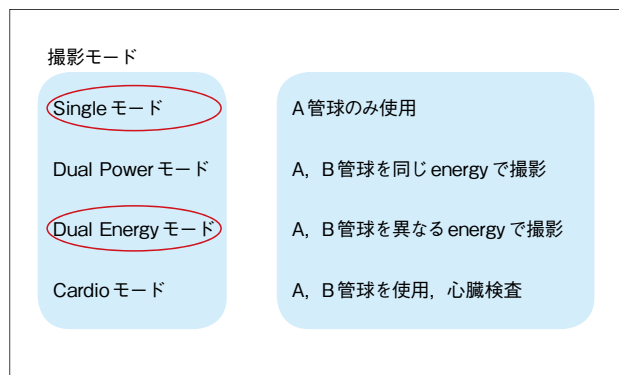 撮影モード
Singleモード A管球のみ使用
Dual Powerモード A，B管球を同じenergyで撮影
Dual Energyモード A，B管球を異なるenergyで撮影
Cardioモード A，B管球を使用，心臓検査